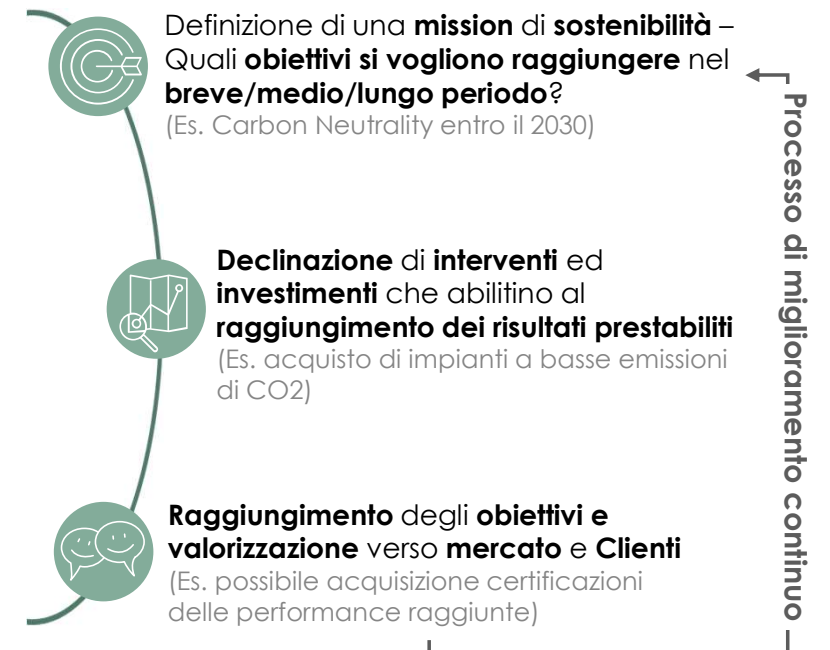 Definizione di una mission di sostenibilità –
Quali obiettivi si vogliono raggiungere nel
breve/medio/lungo periodo?
(Es. Carbon Neutrality entro il 2030)
Declinazione di interventi ed
investimenti che abilitino al
raggiungimento dei risultati prestabiliti
(Es. acquisto di impianti a basse emissioni
di CO2)
Raggiungimento degli obiettivi e
valorizzazione verso mercato e Clienti
(Es. possibile acquisizione certificazioni
delle performance raggiunte)
Processo di miglioramento continuo